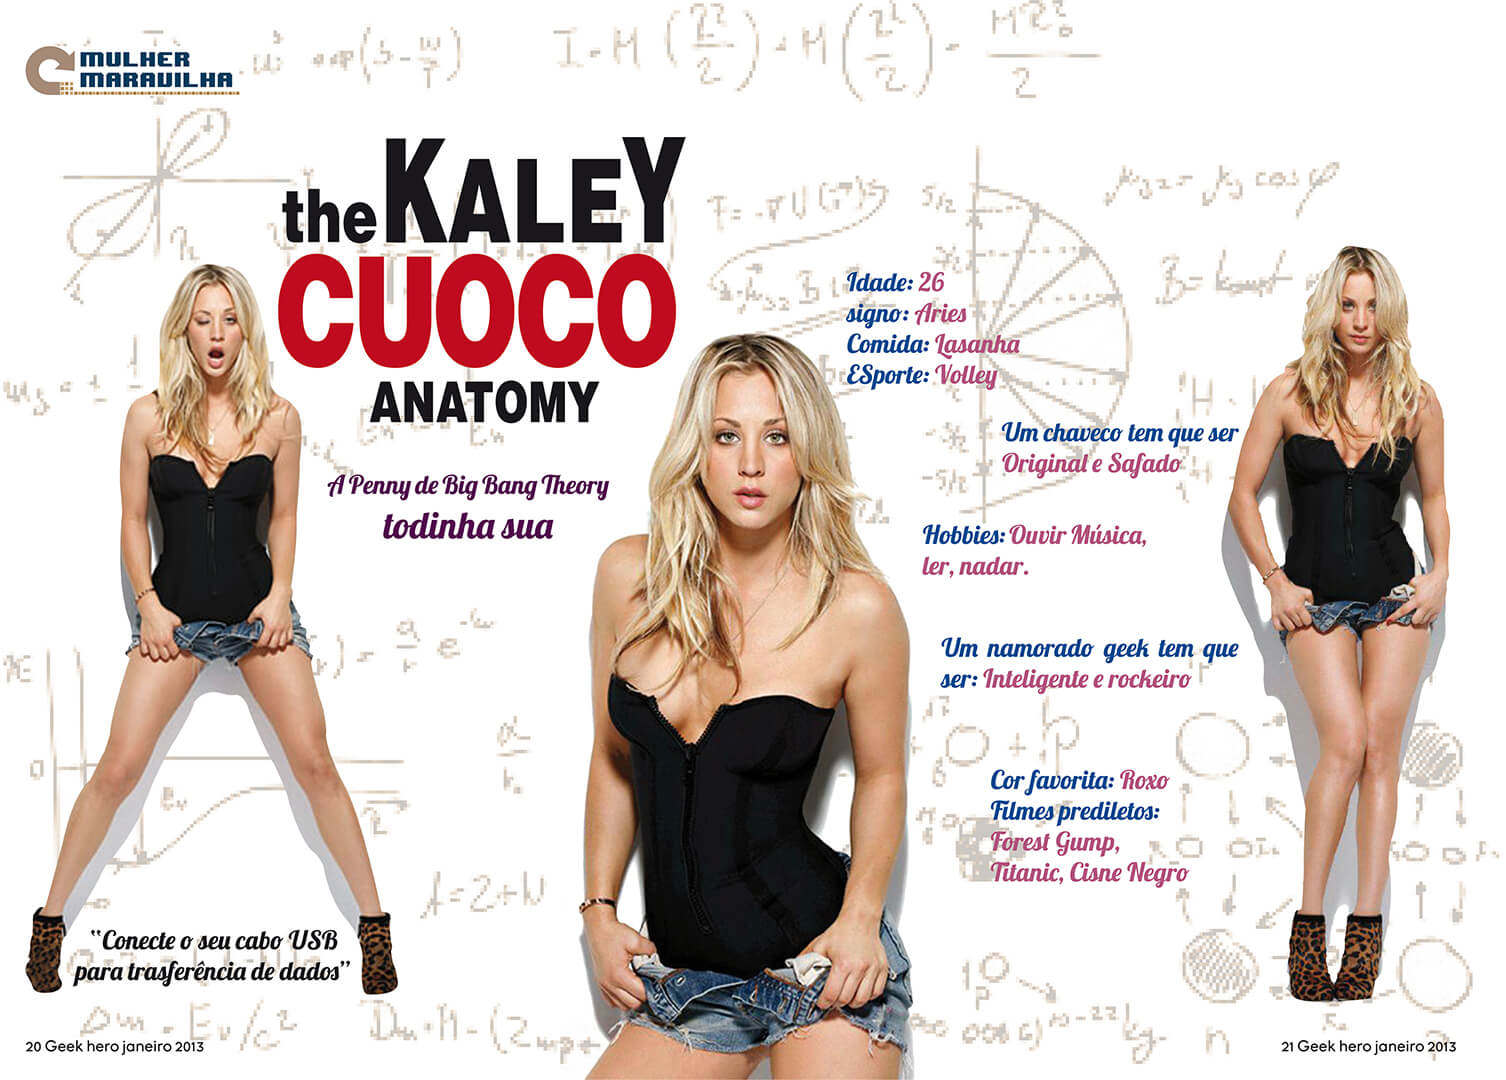 MULHER
MARAVILHA
the KALEY
CUOCO
ANATOMY
A Penny de Big Bang Theory
todinha sua
Idade: 26
signo: Aries
Comida: Lasanha
ESporte: Volley
Um chaveco tem que ser
Original e Safado
Hobbies: Ouvir Música,
ler, nadar.
Um namorado geek tem que
ser: Inteligente e rockeiro
Cor favorita: Roxo
Filmes prediletos:
Forest Gump,
Titanic, Cisne Negro
"Conecte o seu cabo USB
para trasferência de dados"
20 Geek hero janeiro 2013
21 Geek hero janeiro 2013